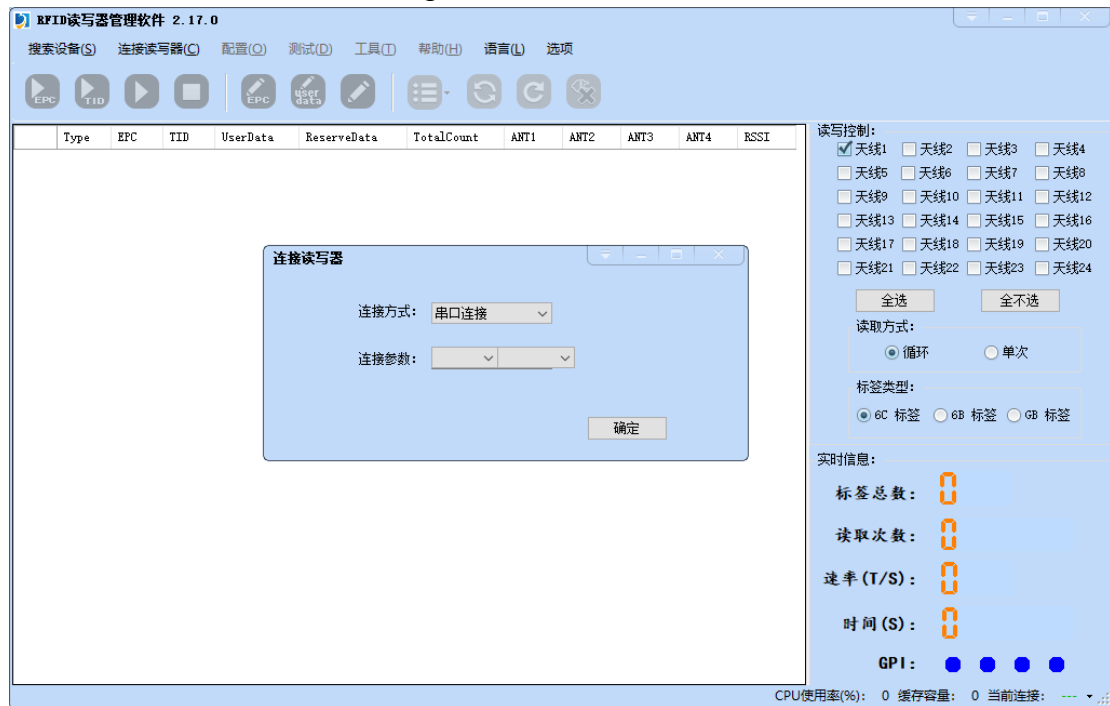 RFID读写器管理软件 2.17.0
搜索设备(S) 连接读写器(C) 配置(O) 测试(D) 工具(T) 帮助(H) 语言(L) 选项
EPC TID EPC user data
Type EPC TID UserData ReserveData TotalCount ANT1 ANT2 ANT3 ANT4 RSSI
连接读写器
连接方式： 串口连接
连接参数：
确定
读写控制：
天线1 天线2 天线3 天线4
天线5 天线6 天线7 天线8
天线9 天线10 天线11 天线12
天线13 天线14 天线15 天线16
天线17 天线18 天线19 天线20
天线21 天线22 天线23 天线24
全选 全不选
读取方式：
循环 单次
标签类型：
6C 标签 6B 标签 GB 标签
实时信息：
标签总数： 0
读取次数： 0
速率(T/S)： 0
时间(S)： 0
GPI：
CPU使用率(%)： 0 缓存容量： 0 当前连接： ---